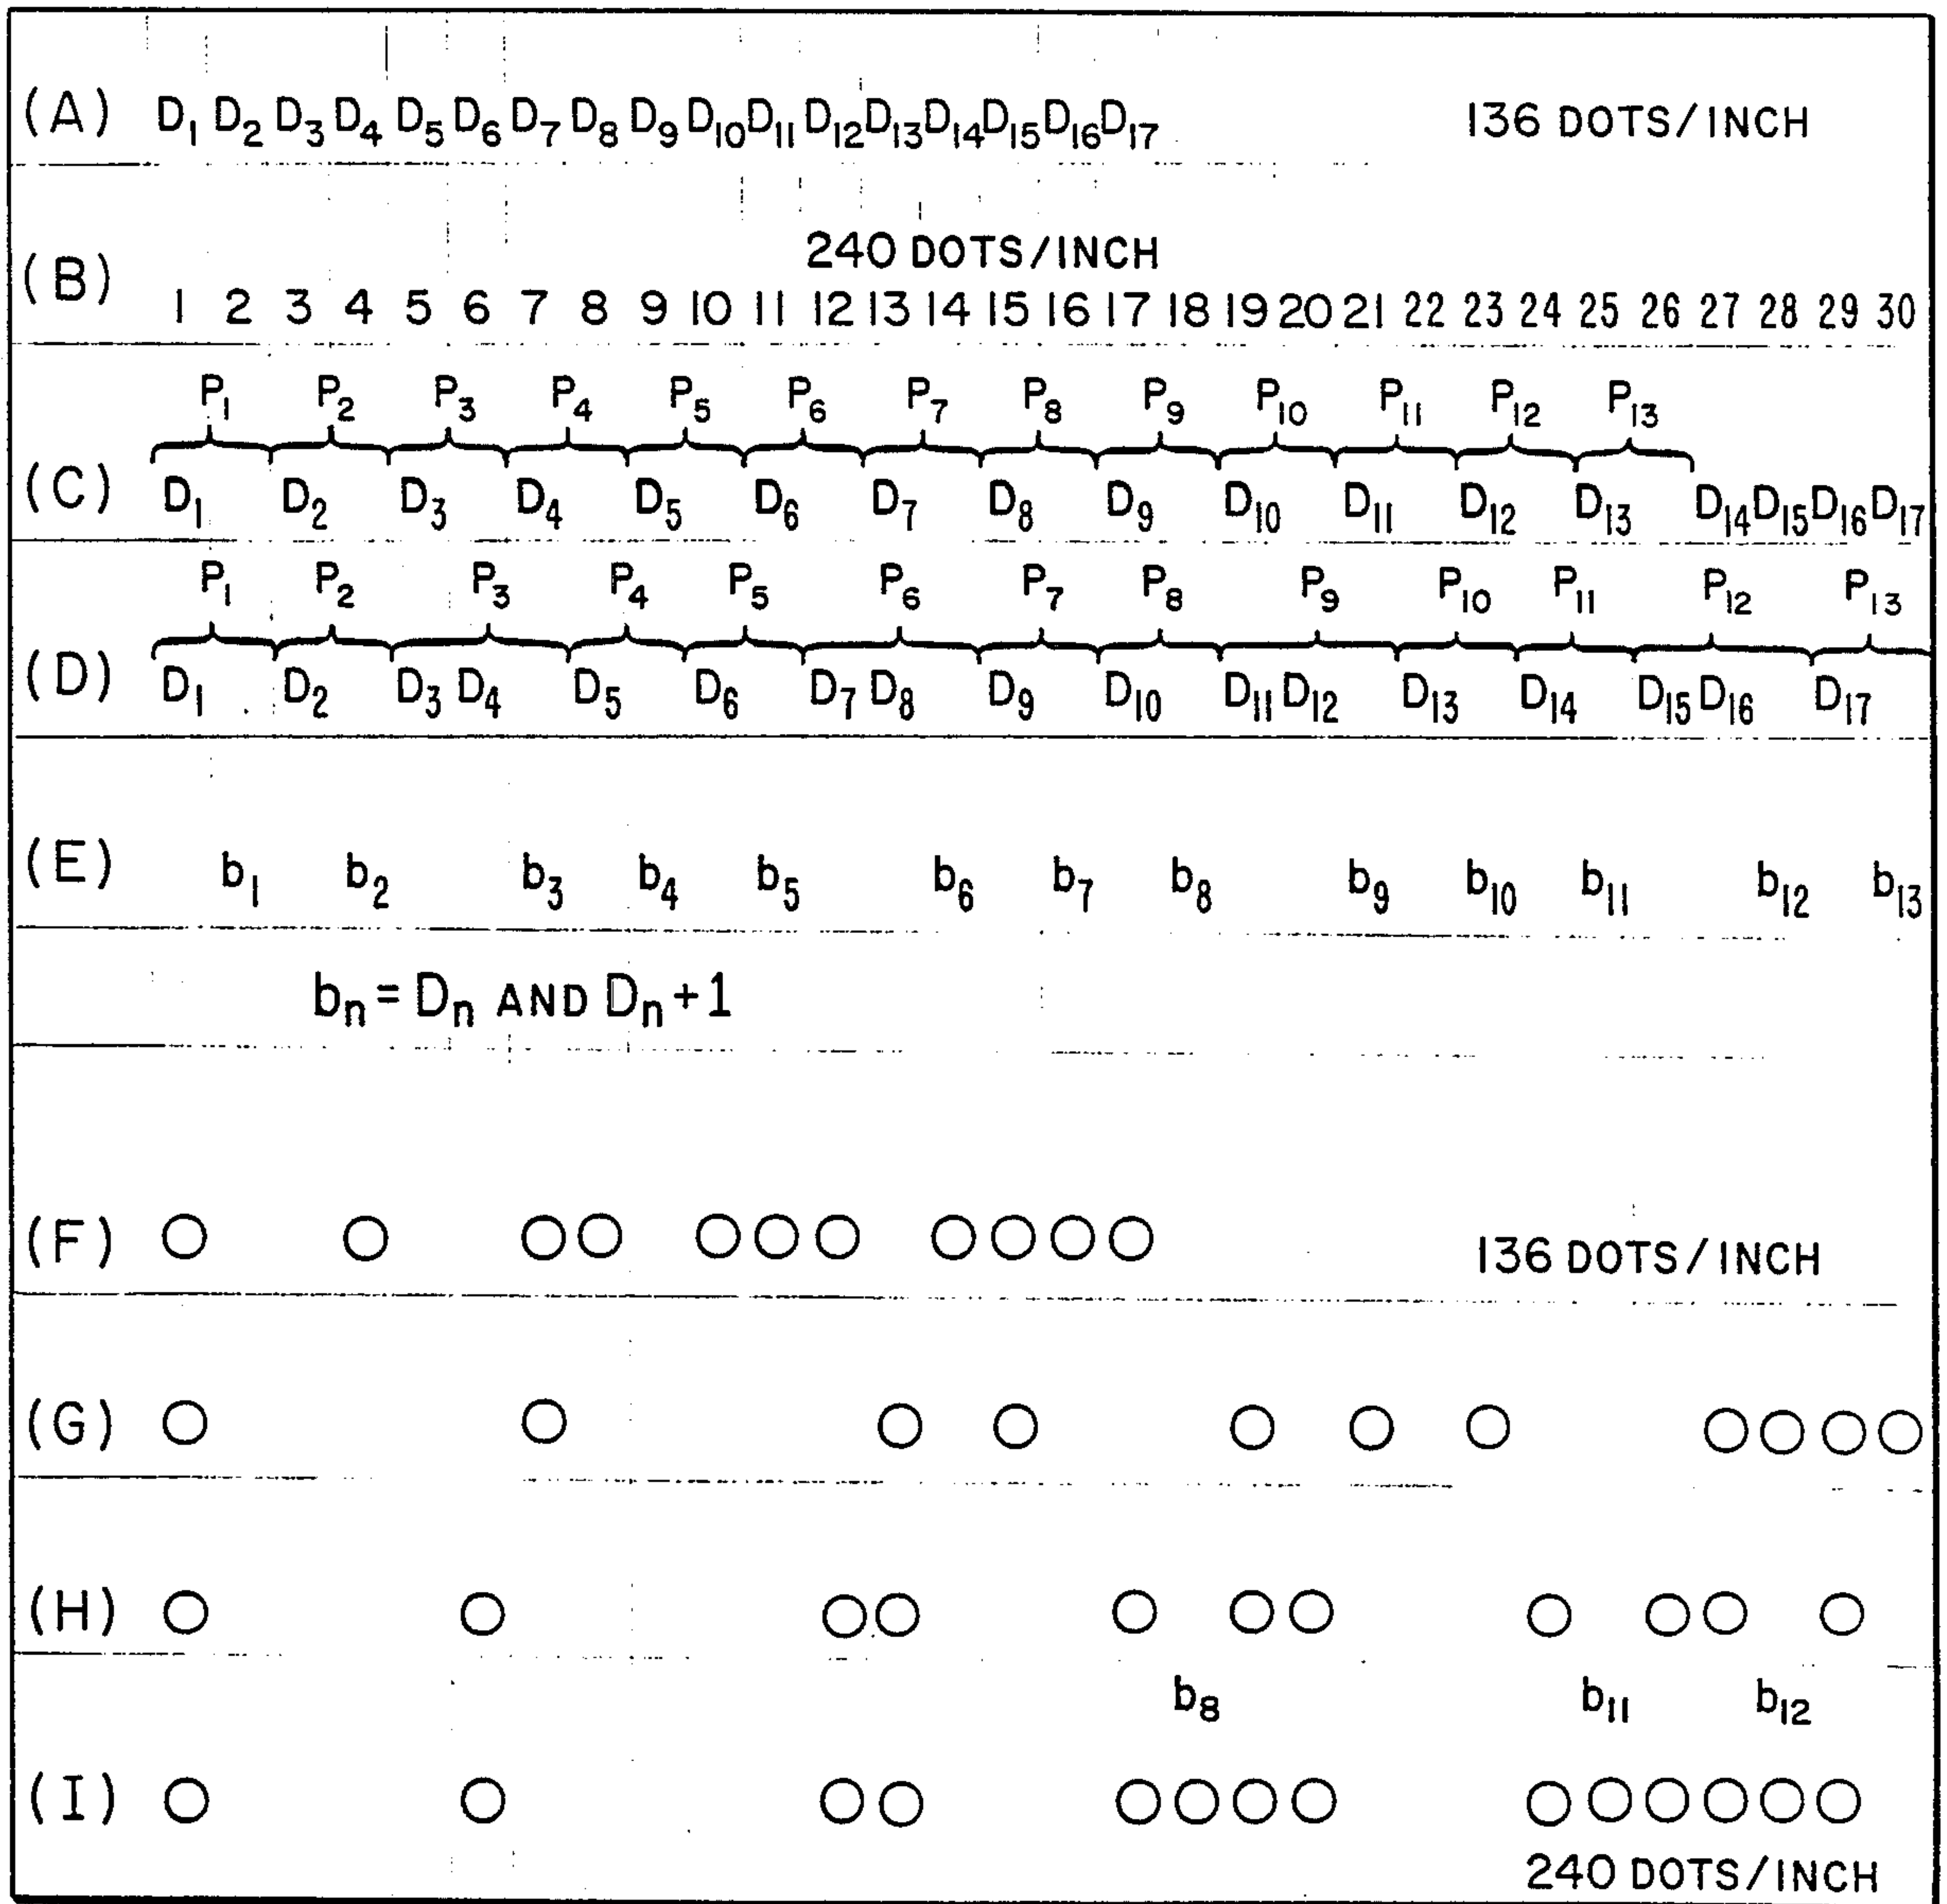 (A) D₁ D₂ D₃ D₄ D₅ D₆ D₇ D₈ D₉ D₁₀ D₁₁ D₁₂ D₁₃ D₁₄ D₁₅ D₁₆ D₁₇ 136 DOTS/INCH
240 DOTS/INCH
(B) 1 2 3 4 5 6 7 8 9 10 11 12 13 14 15 16 17 18 19 20 21 22 23 24 25 26 27 28 29 30
P₁ P₂ P₃ P₄ P₅ P₆ P₇ P₈ P₉ P₁₀ P₁₁ P₁₂ P₁₃
(C) D₁ D₂ D₃ D₄ D₅ D₆ D₇ D₈ D₉ D₁₀ D₁₁ D₁₂ D₁₃ D₁₄ D₁₅ D₁₆ D₁₇
P₁ P₂ P₃ P₄ P₅ P₆ P₇ P₈ P₉ P₁₀ P₁₁ P₁₂ P₁₃
(D) D₁ D₂ D₃ D₄ D₅ D₆ D₇ D₈ D₉ D₁₀ D₁₁ D₁₂ D₁₃ D₁₄ D₁₅ D₁₆ D₁₇
(E) b₁ b₂ b₃ b₄ b₅ b₆ b₇ b₈ b₉ b₁₀ b₁₁ b₁₂ b₁₃
bₙ = Dₙ AND Dₙ+1
(F) 136 DOTS/INCH
(G)
(H)
b₈ b₁₁ b₁₂
(I)
240 DOTS/INCH